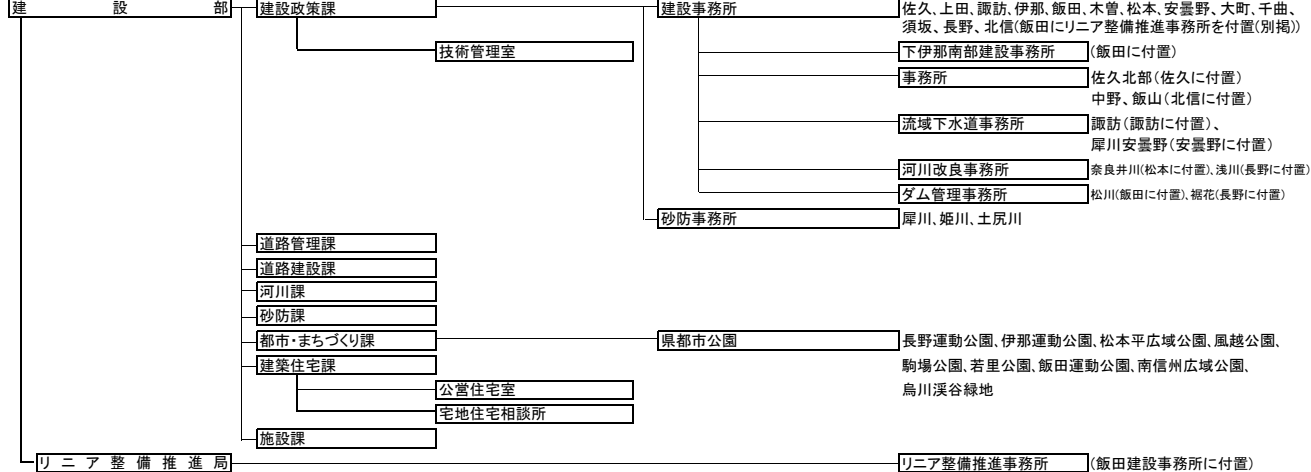 建設部
建設政策課
建設事務所
佐久、上田、諏訪、伊那、飯田、木曽、松本、安曇野、大町、千曲、
須坂、長野、北信(飯田にリニア整備推進事務所を付置(別掲))
技術管理室
下伊那南部建設事務所
(飯田に付置)
事務所
佐久北部(佐久に付置)
中野、飯山(北信に付置)
流域下水道事務所
諏訪(諏訪に付置)、
犀川安曇野(安曇野に付置)
河川改良事務所
奈良井川(松本に付置)、浅川(長野に付置)
ダム管理事務所
松川(飯田に付置)、裾花(長野に付置)
砂防事務所
犀川、姫川、土尻川
道路管理課
道路建設課
河川課
砂防課
都市・まちづくり課
県都市公園
長野運動公園、伊那運動公園、松本平広域公園、風越公園、
駒場公園、若里公園、飯田運動公園、南信州広域公園、
烏川渓谷緑地
建築住宅課
公営住宅室
宅地住宅相談所
施設課
リニア整備推進局
リニア整備推進事務所
(飯田建設事務所に付置)